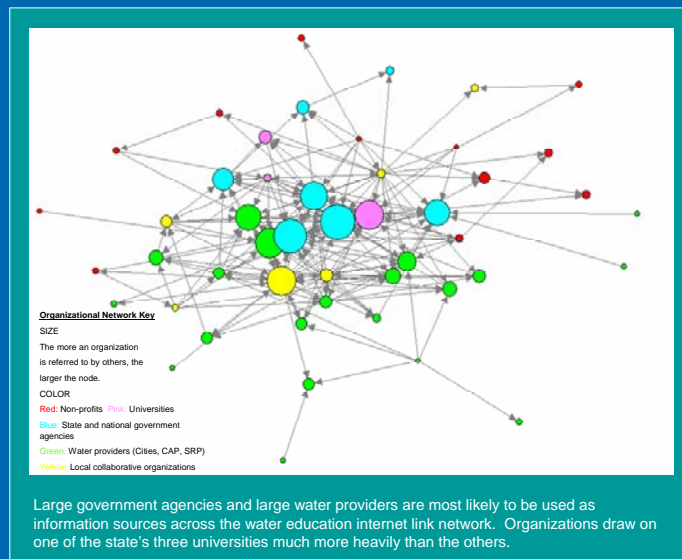 Organizational Network Key
SIZE
The more an organization
is referred to by others, the
larger the node.
COLOR
Red: Non-profits Pink: Universities
Blue: State and national government
agencies
Green: Water providers (Cities, CAP, SRP)
Yellow: Local collaborative organizations
Large government agencies and large water providers are most likely to be used as
information sources across the water education internet link network. Organizations draw on
one of the state's three universities much more heavily than the others.